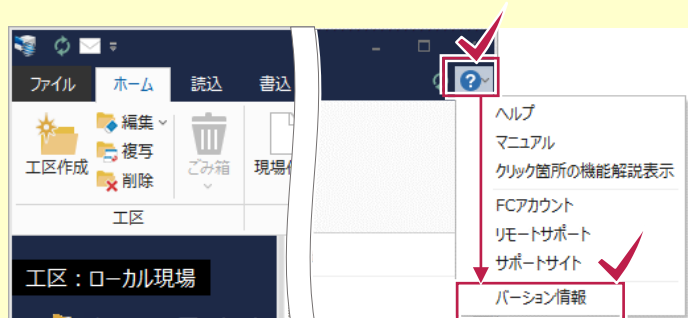 ファイル ホーム 読込 書込
工区作成
編集
複写
削除
ごみ箱
工区
工区:ローカル現場
ヘルプ
マニュアル
クリック箇所の機能解説表示
FCアカウント
リモートサポート
サポートサイト
バージョン情報